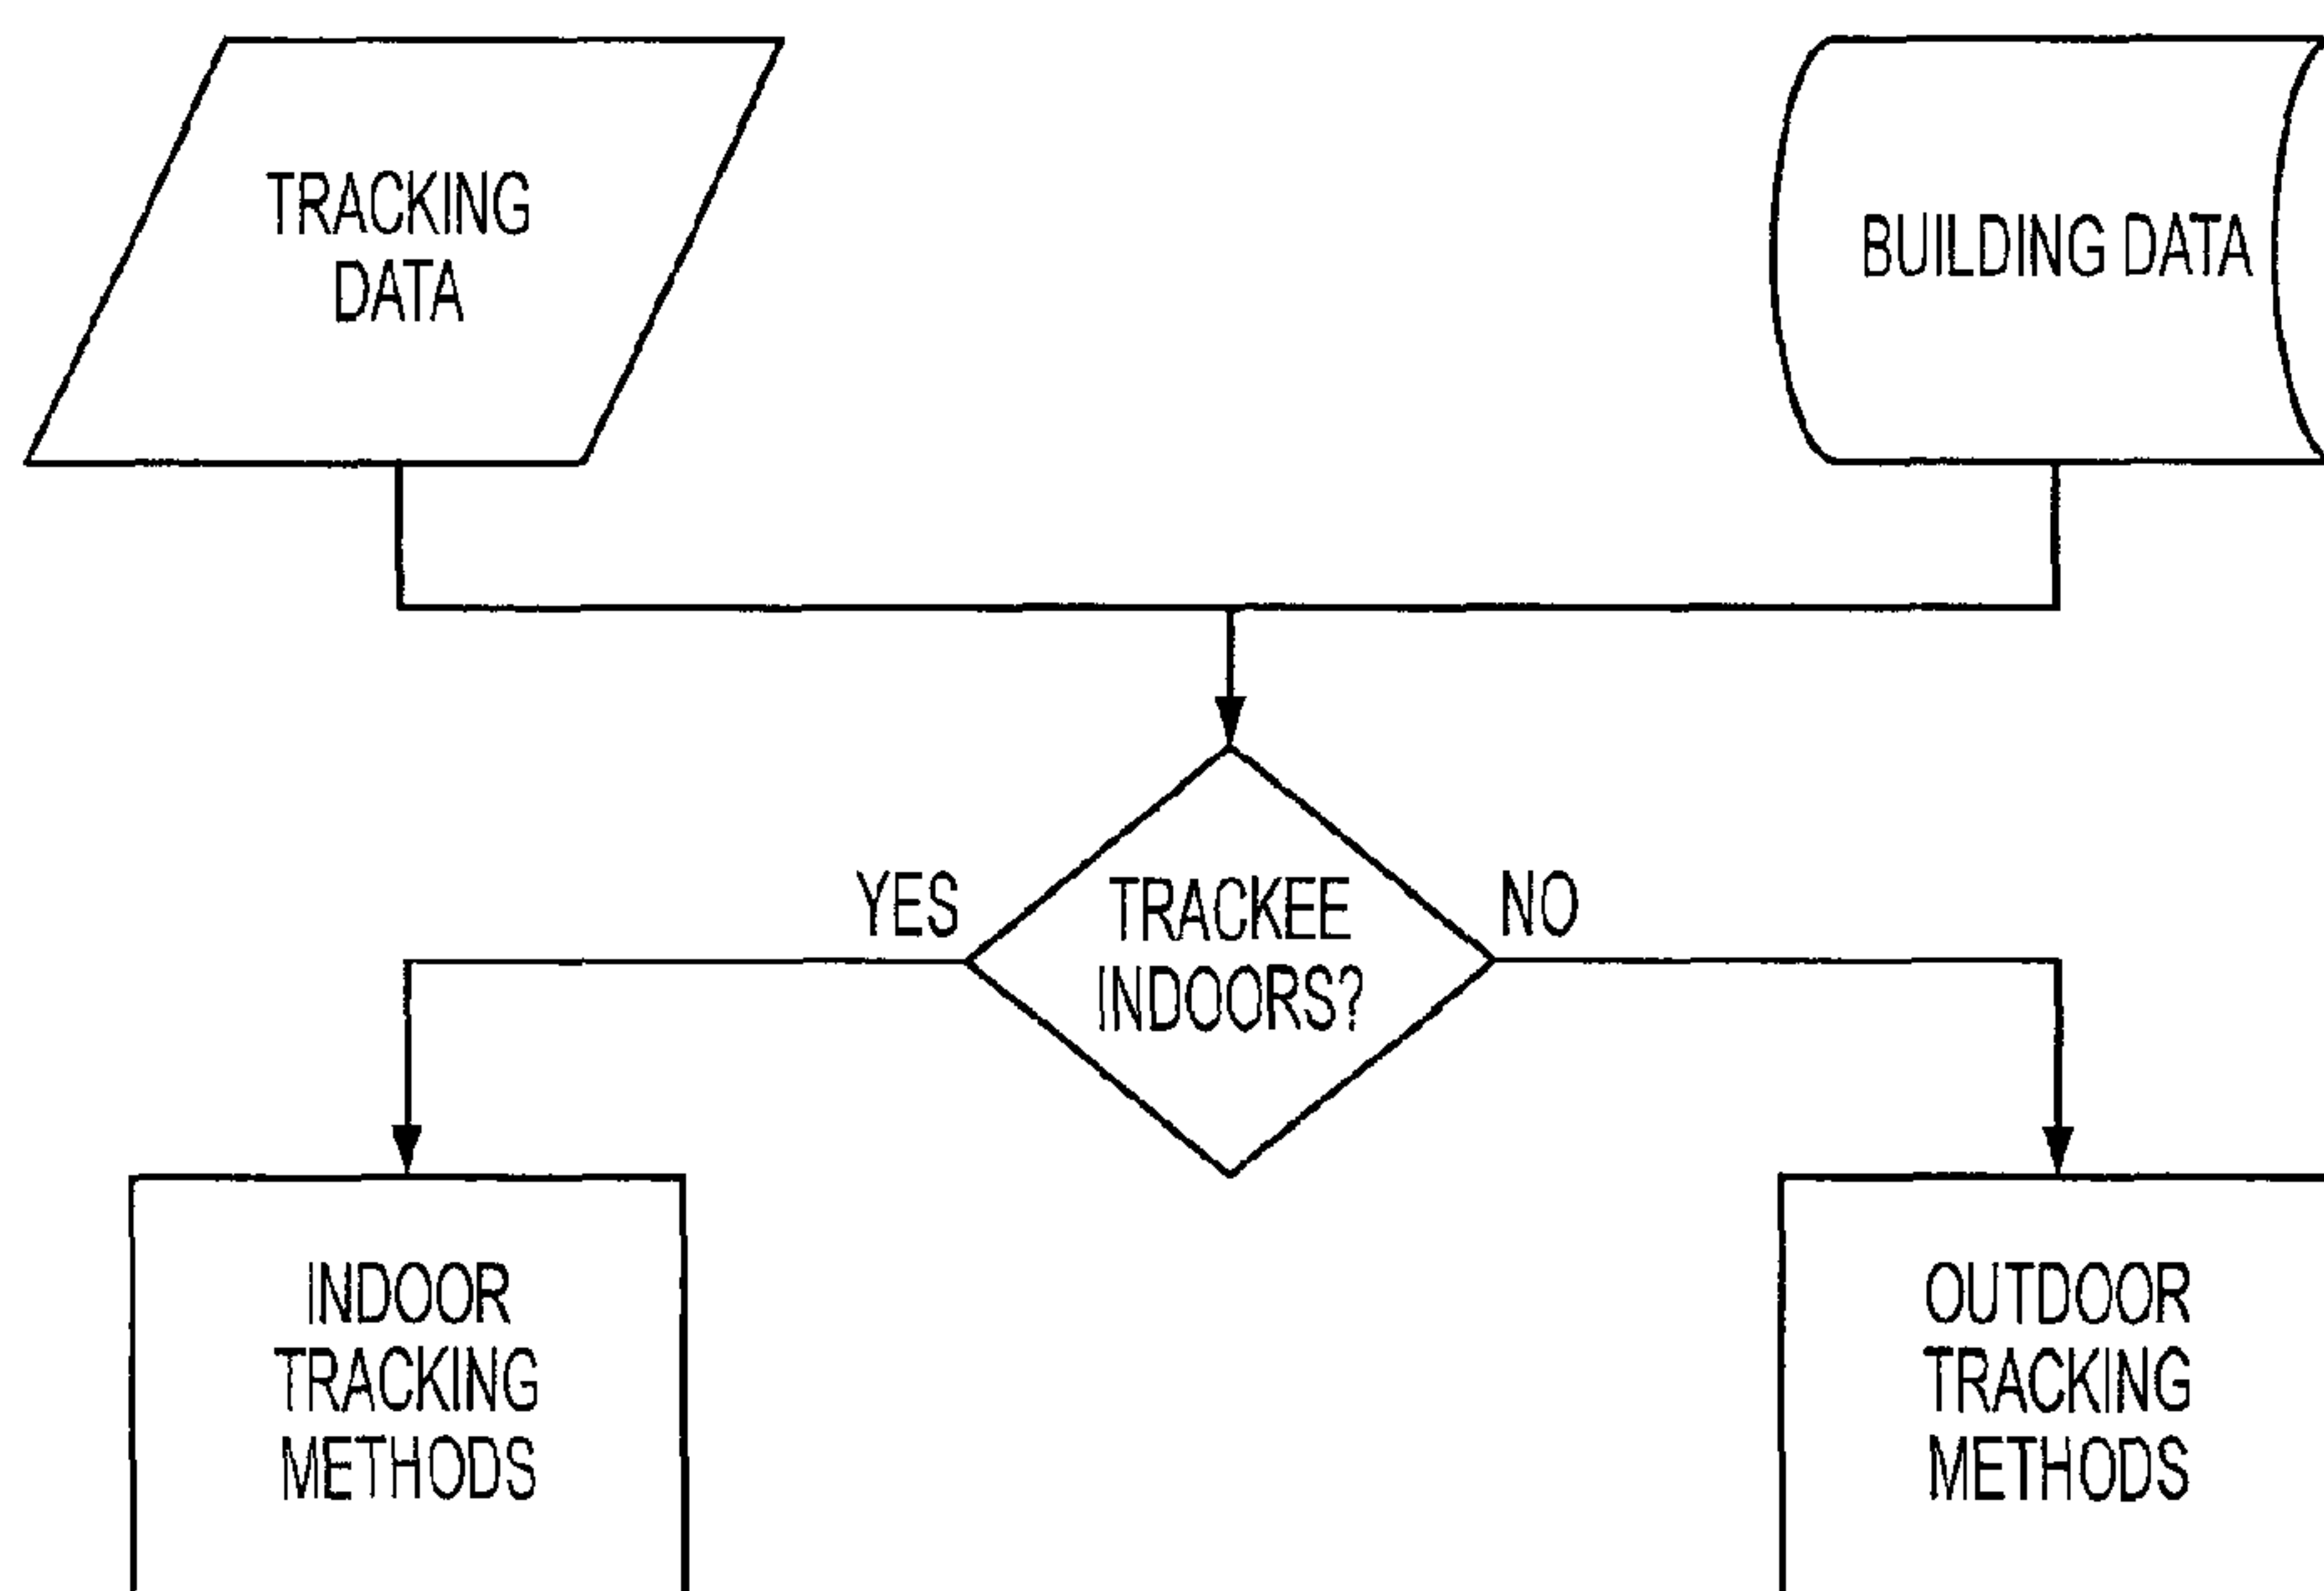 TRACKING
DATA
BUILDING DATA
YES
TRACKEE
INDOORS?
NO
INDOOR
TRACKING
METHODS
OUTDOOR
TRACKING
METHODS